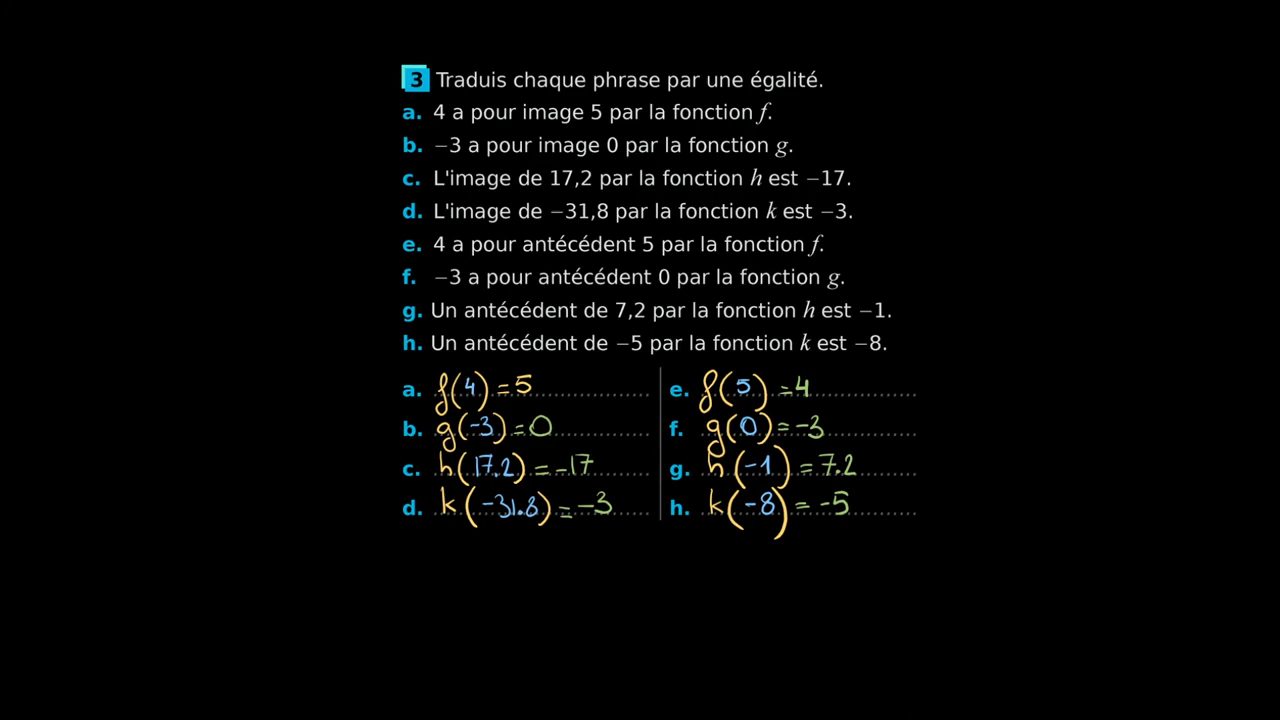 3 Traduis chaque phrase par une égalité.
a. 4 a pour image 5 par la fonction f.
b. −3 a pour image 0 par la fonction g.
c. L'image de 17,2 par la fonction h est −17.
d. L'image de −31,8 par la fonction k est −3.
e. 4 a pour antécédent 5 par la fonction f.
f. −3 a pour antécédent 0 par la fonction g.
g. Un antécédent de 7,2 par la fonction h est −1.
h. Un antécédent de −5 par la fonction k est −8.
a. f(4) = 5
b. g(-3) = 0
c. h(17.2) = -17
d. k(-31.8) = -3
e. f(5) = 4
f. g(0) = -3
g. h(-1) = 7.2
h. k(-8) = -5